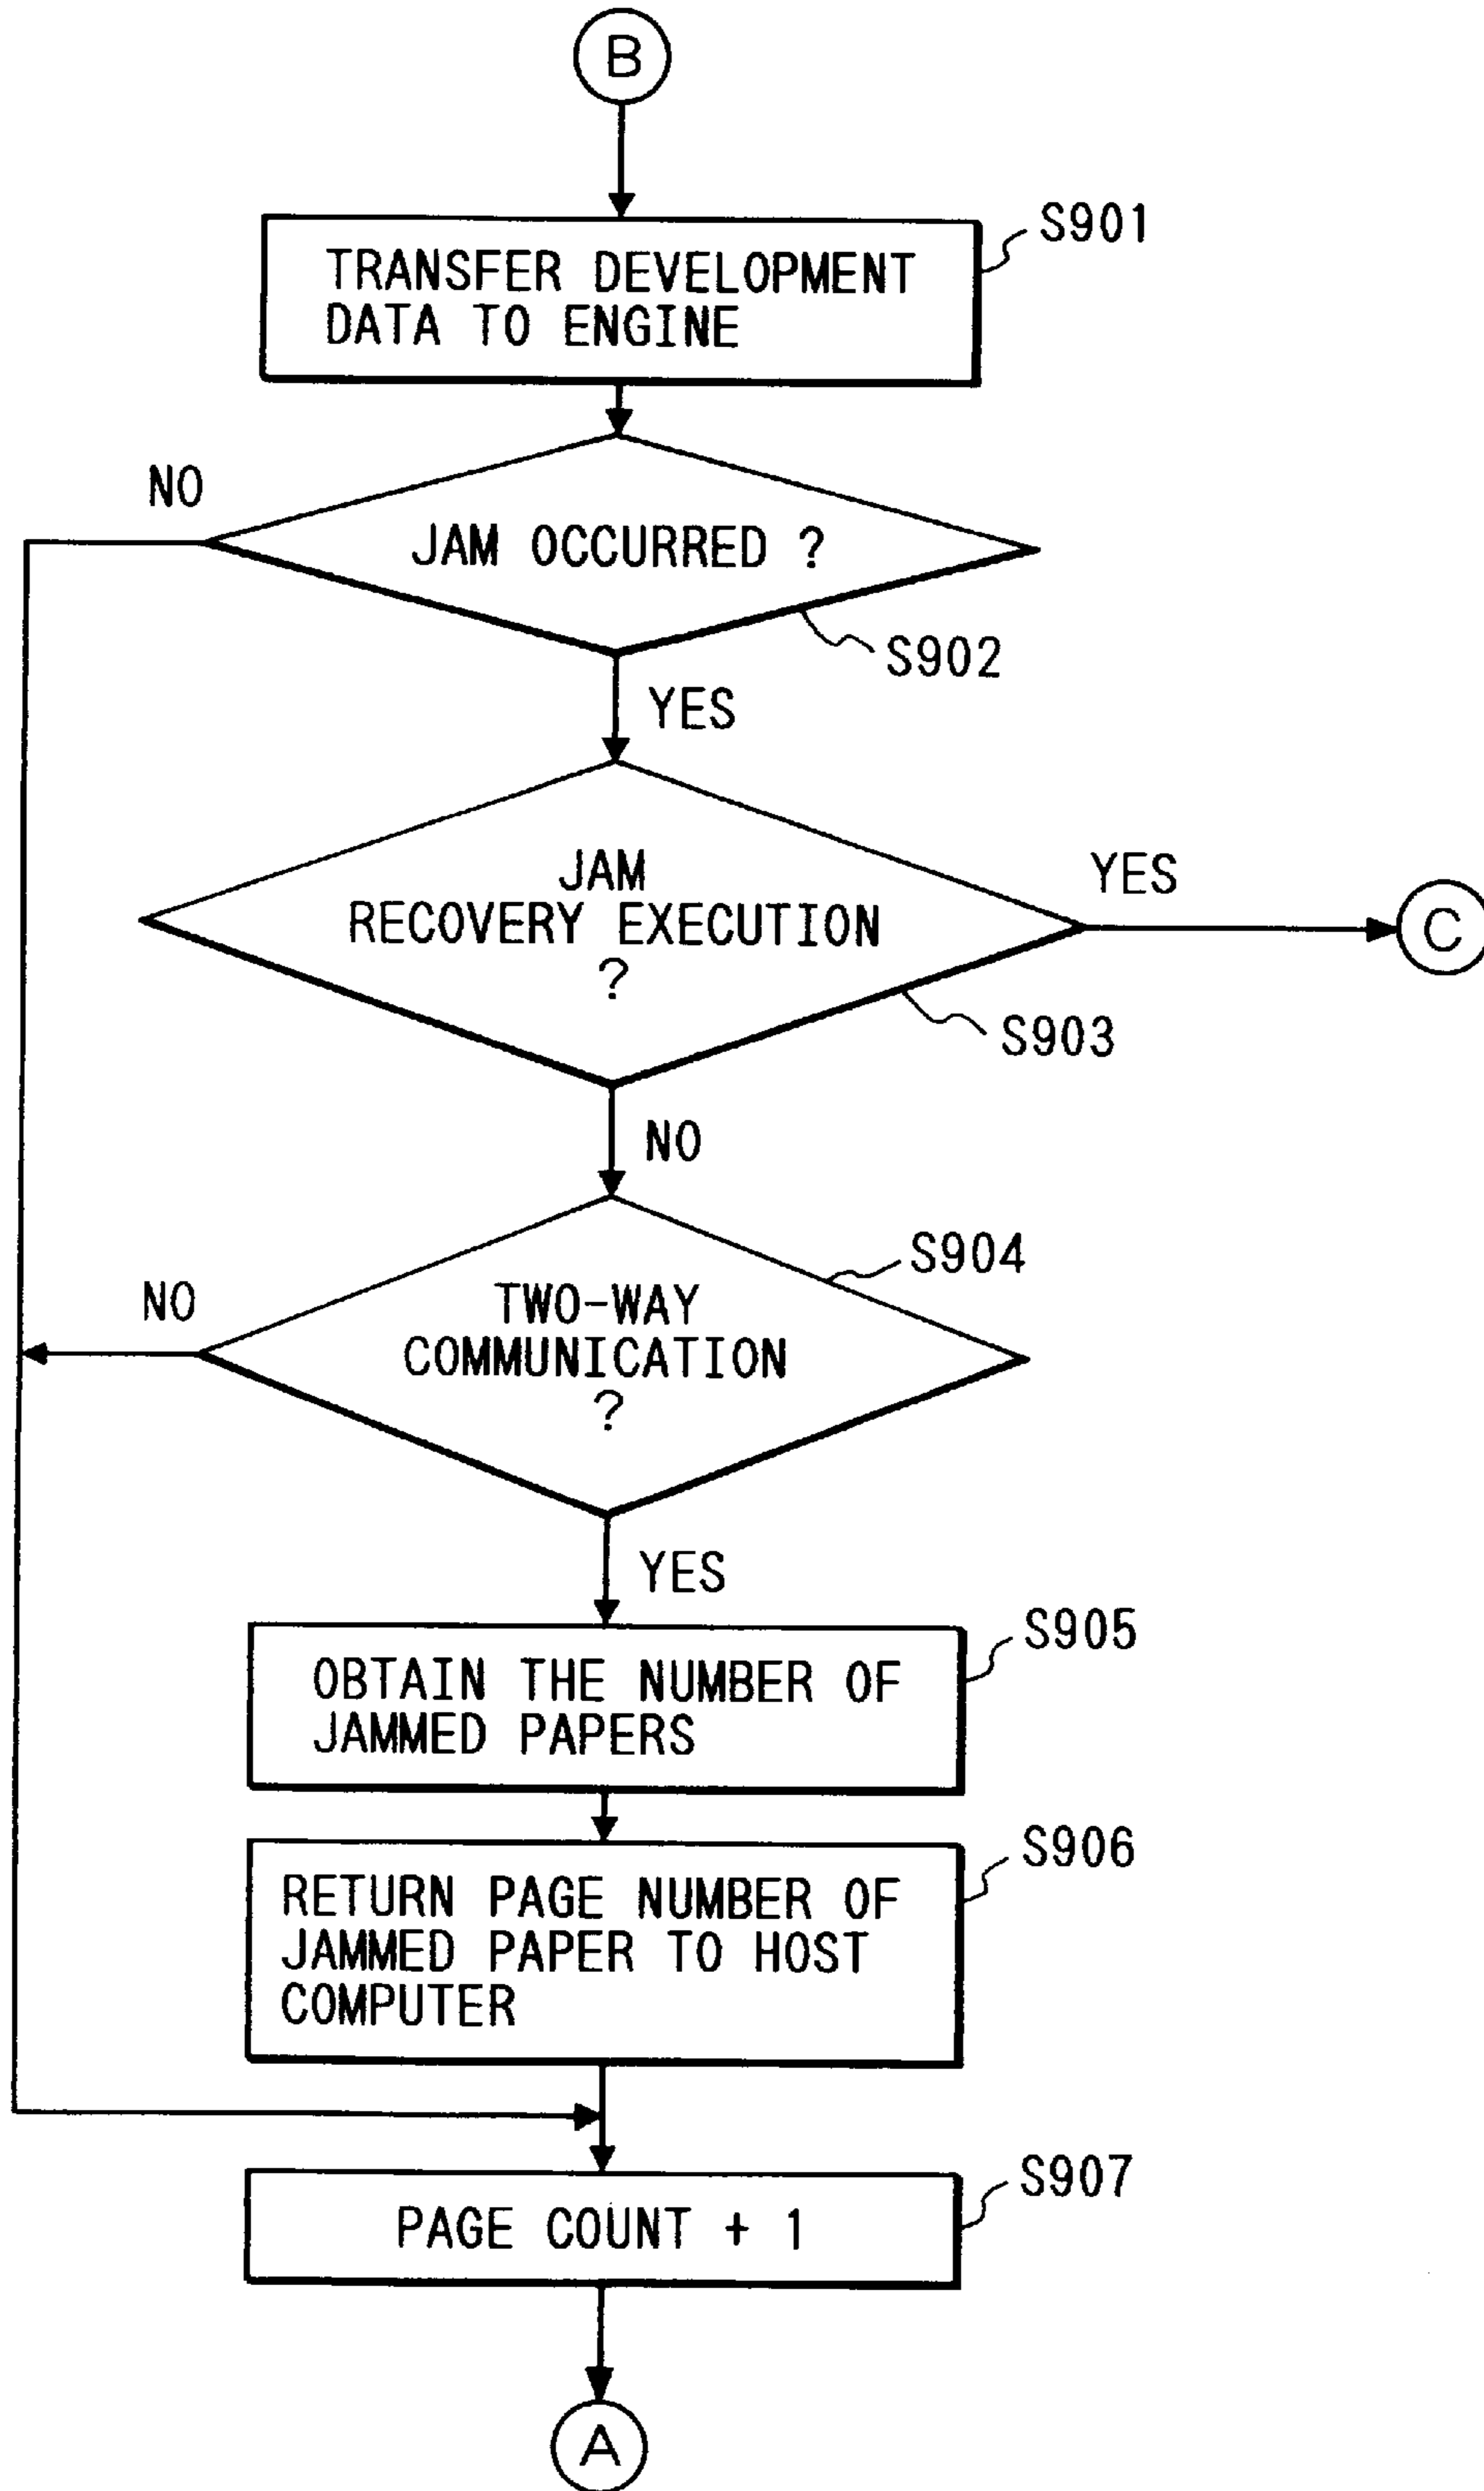 B
S901
TRANSFER DEVELOPMENT
DATA TO ENGINE
NO
JAM OCCURRED ?
S902
YES
JAM
RECOVERY EXECUTION
?
YES
C
S903
NO
S904
NO
TWO-WAY
COMMUNICATION
?
YES
S905
OBTAIN THE NUMBER OF
JAMMED PAPERS
S906
RETURN PAGE NUMBER OF
JAMMED PAPER TO HOST
COMPUTER
S907
PAGE COUNT + 1
A